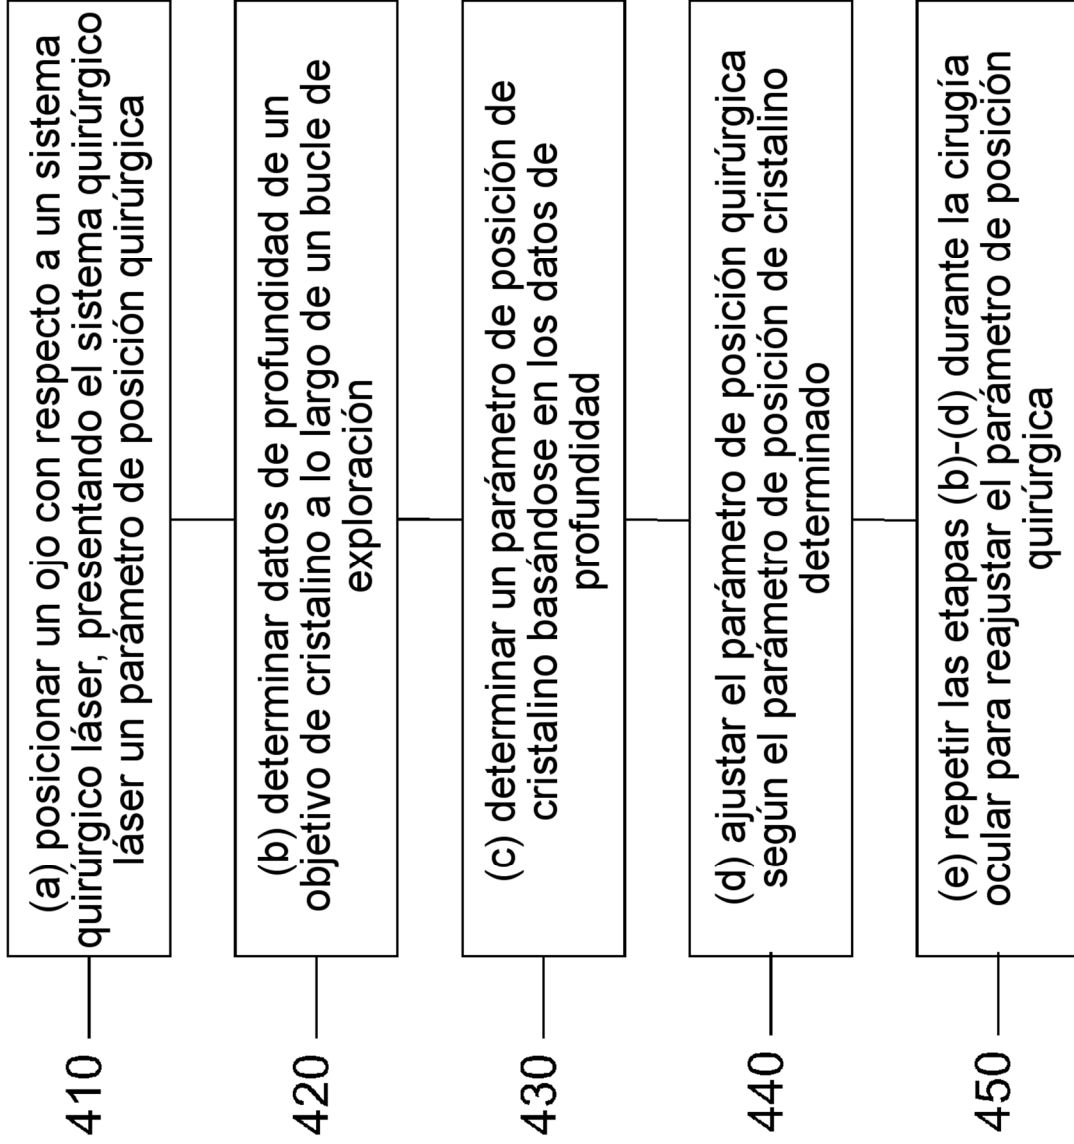 410
(a) posicionar un ojo con respecto a un sistema
quirúrgico láser, presentando el sistema quirúrgico
láser un parámetro de posición quirúrgica
420
(b) determinar datos de profundidad de un
objetivo de cristalino a lo largo de un bucle de
exploración
430
(c) determinar un parámetro de posición de
cristalino basándose en los datos de
profundidad
440
(d) ajustar el parámetro de posición quirúrgica
según el parámetro de posición de cristalino
determinado
450
(e) repetir las etapas (b)-(d) durante la cirugía
ocular para reajustar el parámetro de posición
quirúrgica